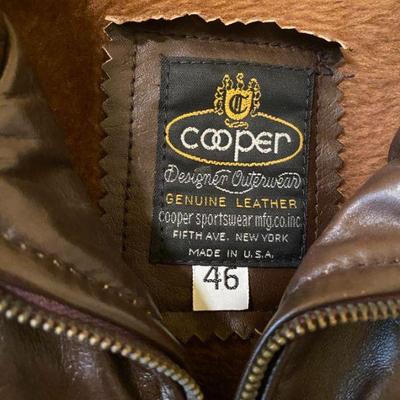 cooper
Designer Outerwear
GENUINE LEATHER
cooper sportswear mfg.co.inc
FIFTH AVE. NEW YORK
MADE IN U.S.A.
46